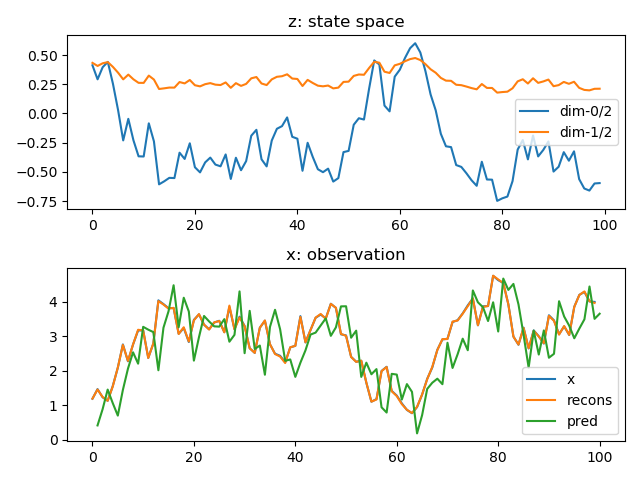 z: state space
0.50
0.25
0.00
−0.25
−0.50
−0.75
dim-0/2
dim-1/2
0 20 40 60 80 100
x: observation
4
3
2
1
0
x
recons
pred
0 20 40 60 80 100